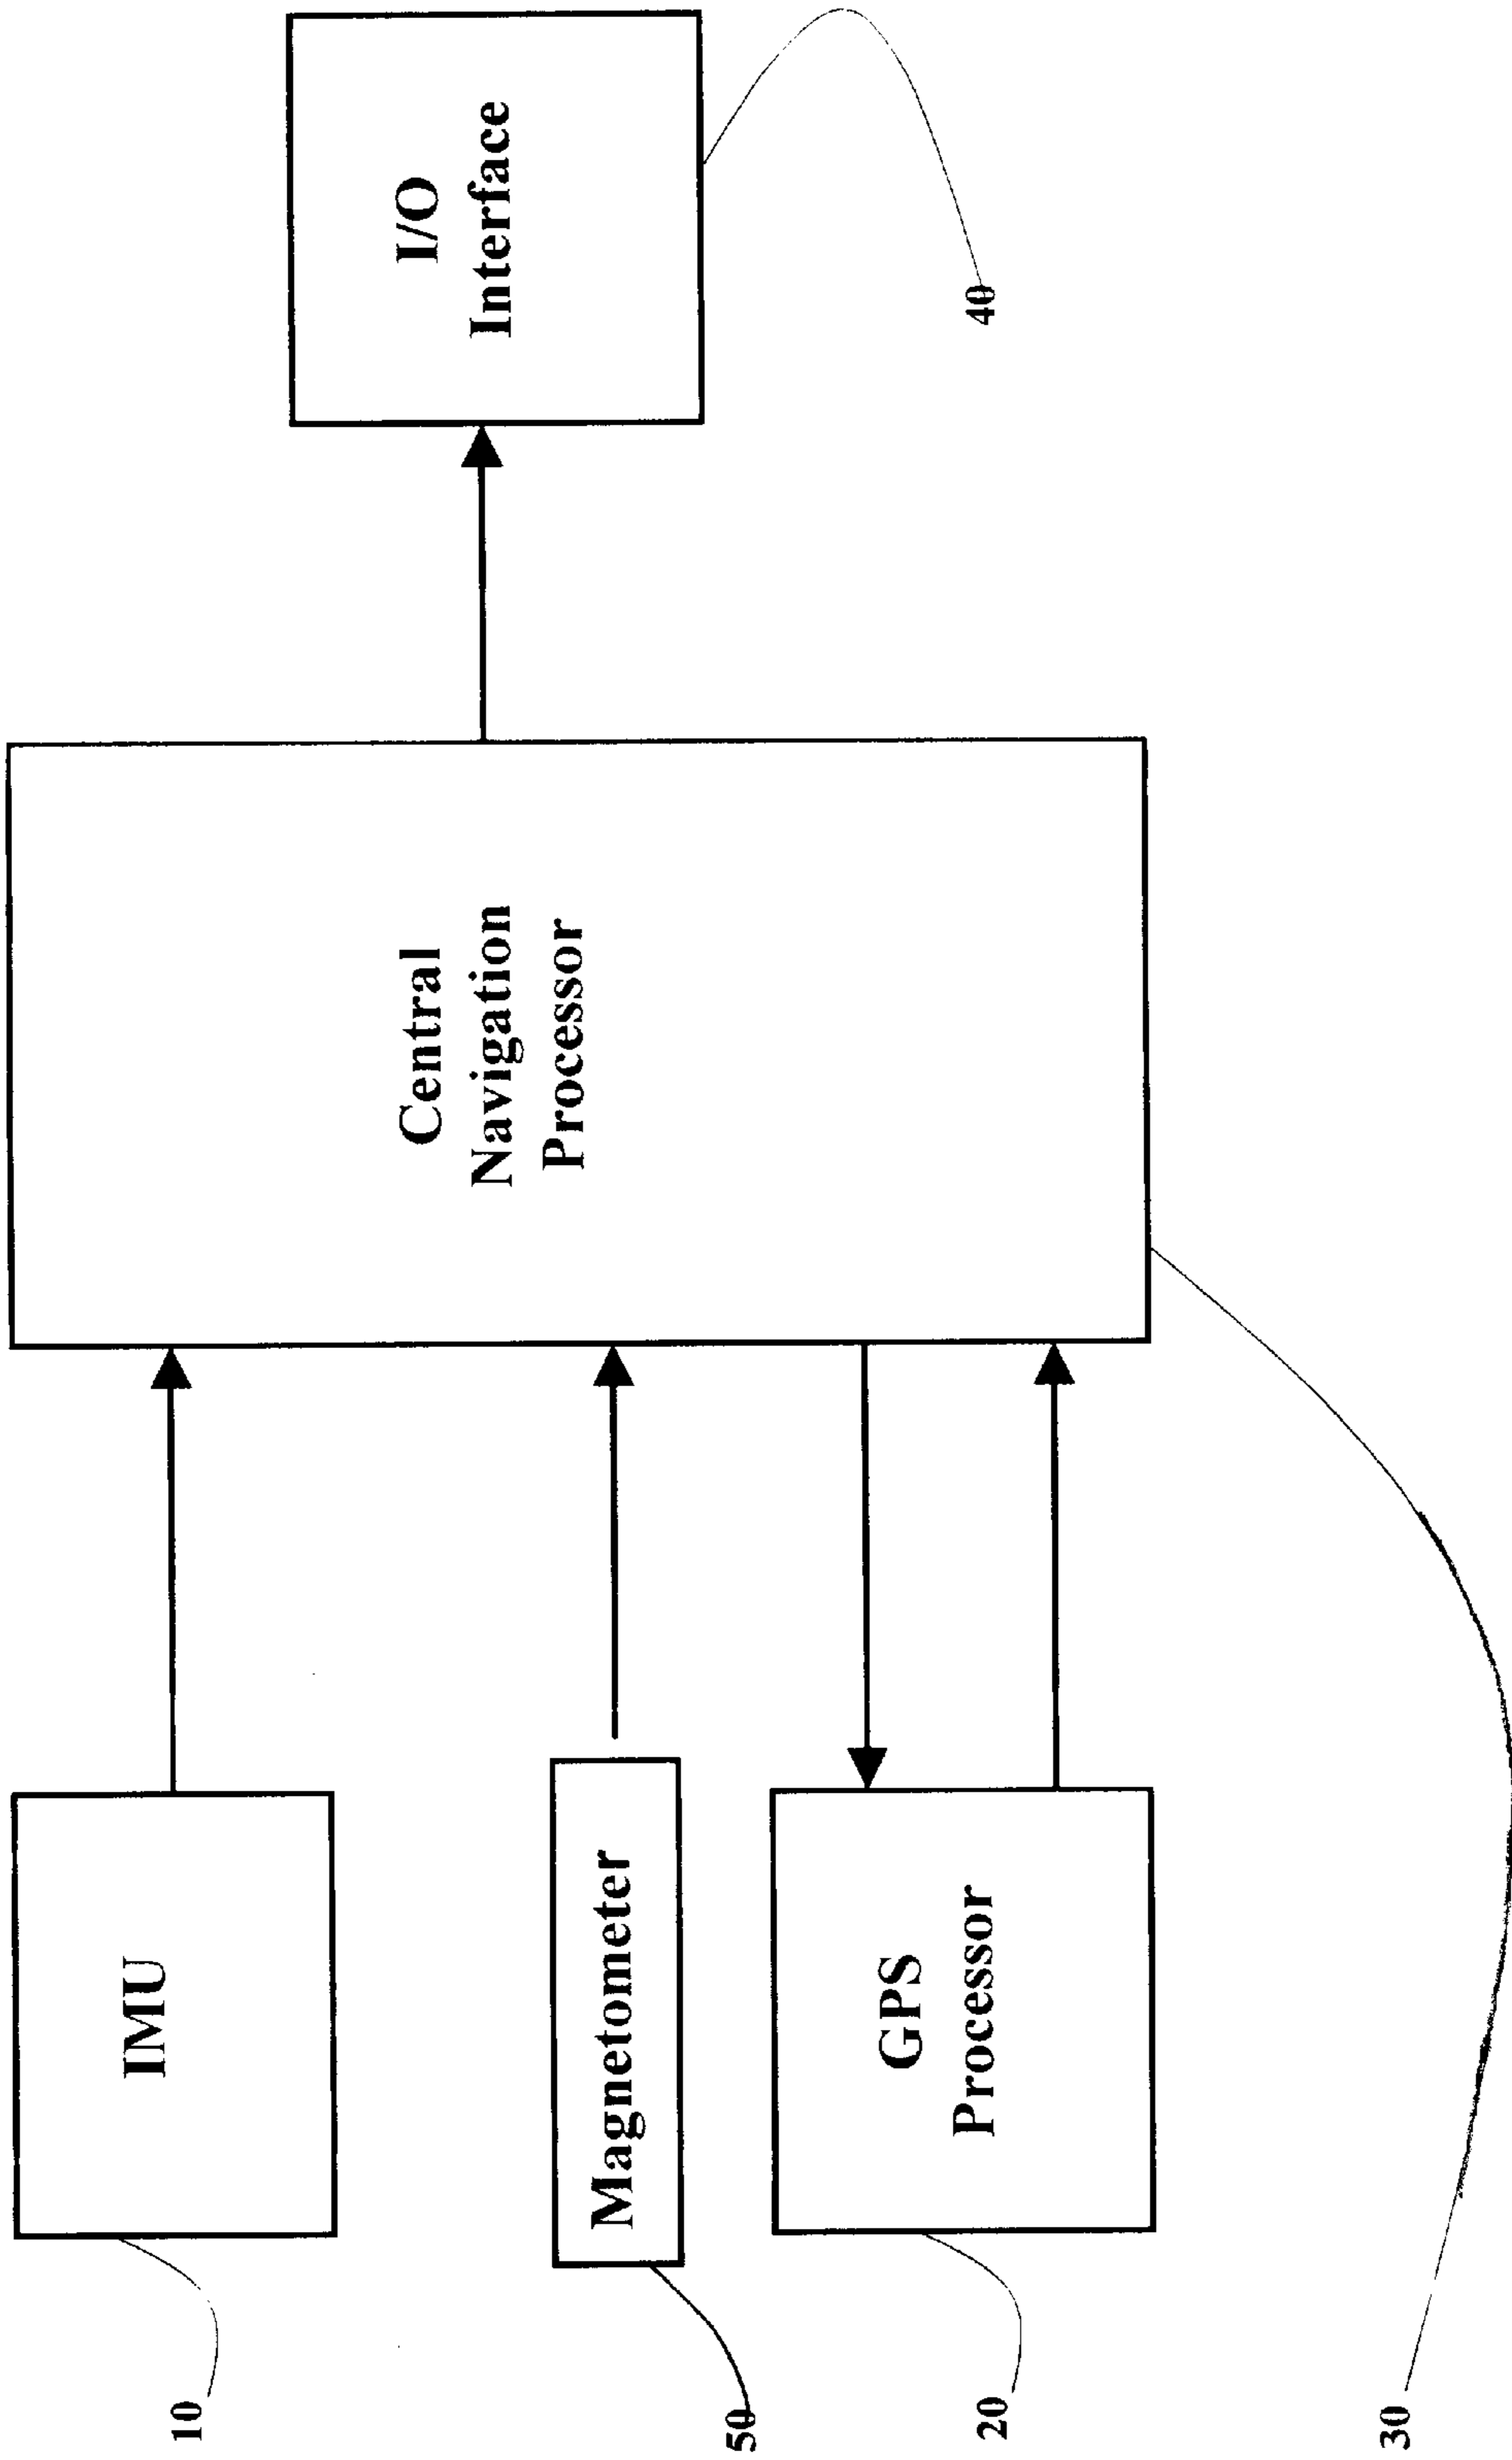 IMU
10
Magnetometer
50
GPS
Processor
20
Central
Navigation
Processor
30
I/O
Interface
40